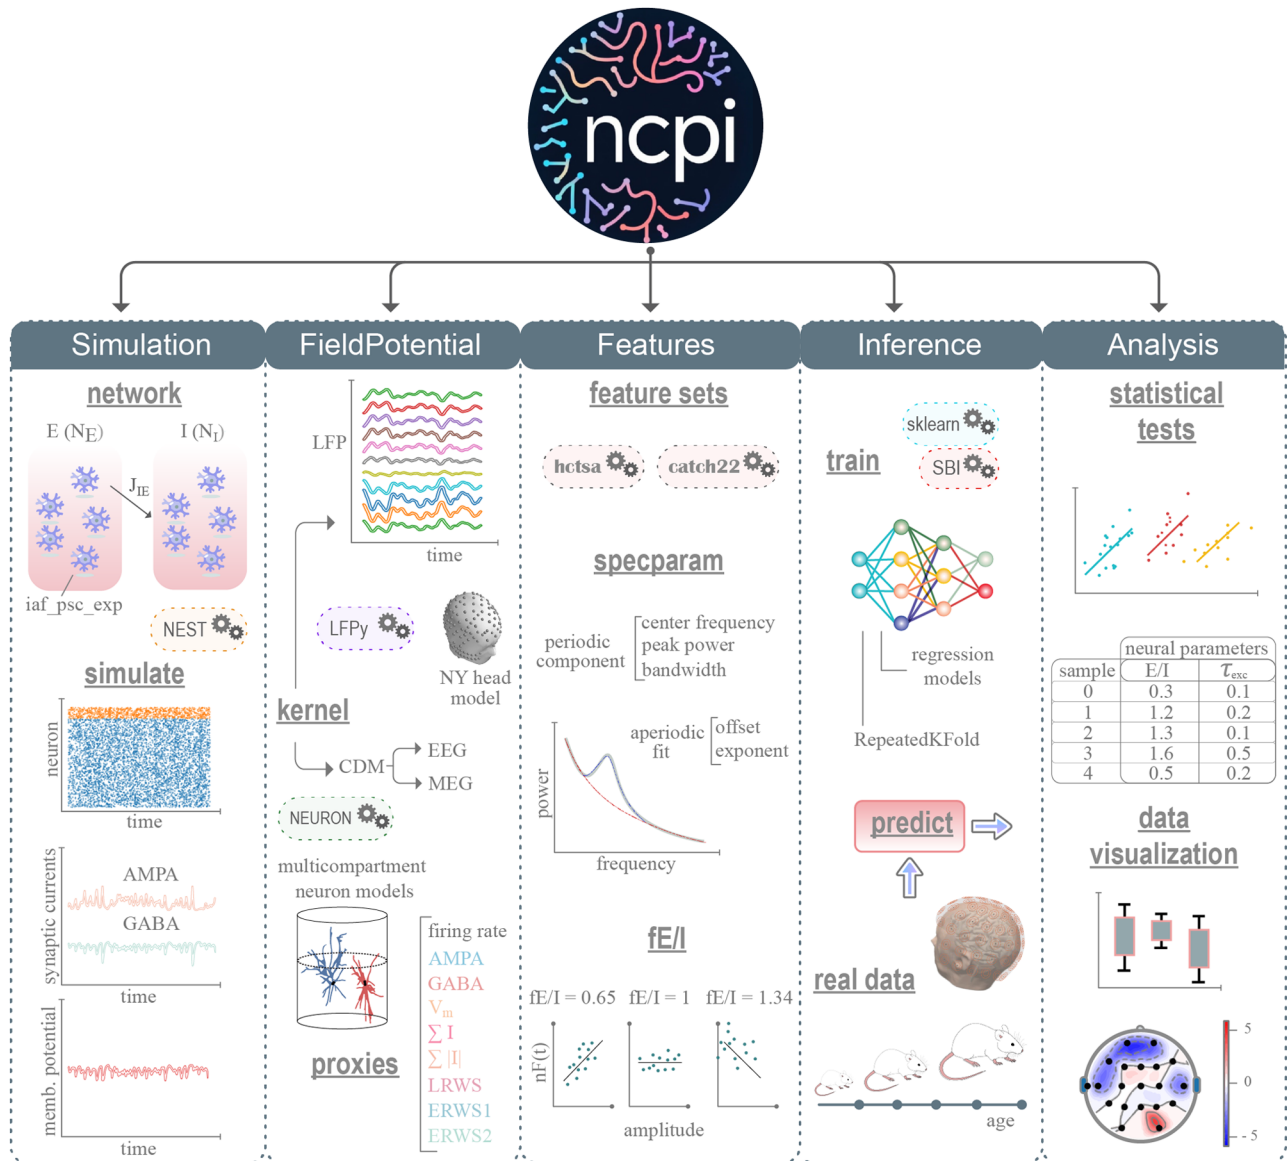 ncpi
Simulation
network
E (N_E)
I (N_I)
J_IE
iaf_psc_exp
NEST
simulate
neuron
time
synaptic currents
AMPA
GABA
time
memb. potential
time
FieldPotential
LFP
time
LFPy
NY head
model
kernel
CDM
EEG
MEG
NEURON
multicompartment
neuron models
proxies
firing rate
AMPA
GABA
V_m
∑ I
∑ |I|
LRWS
ERWS1
ERWS2
Features
feature sets
hctsa
catch22
specparam
periodic
component
center frequency
peak power
bandwidth
aperiodic
fit
offset
exponent
power
frequency
fE/I
fE/I = 0.65
fE/I = 1
fE/I = 1.34
nF(t)
amplitude
Inference
sklearn
train
SBI
regression
models
RepeatedKFold
predict
real data
age
Analysis
statistical
tests
neural parameters
sample E/I τ_exc
0 0.3 0.1
1 1.2 0.2
2 1.3 0.1
3 1.6 0.5
4 0.5 0.2
data
visualization
5
0
- 5